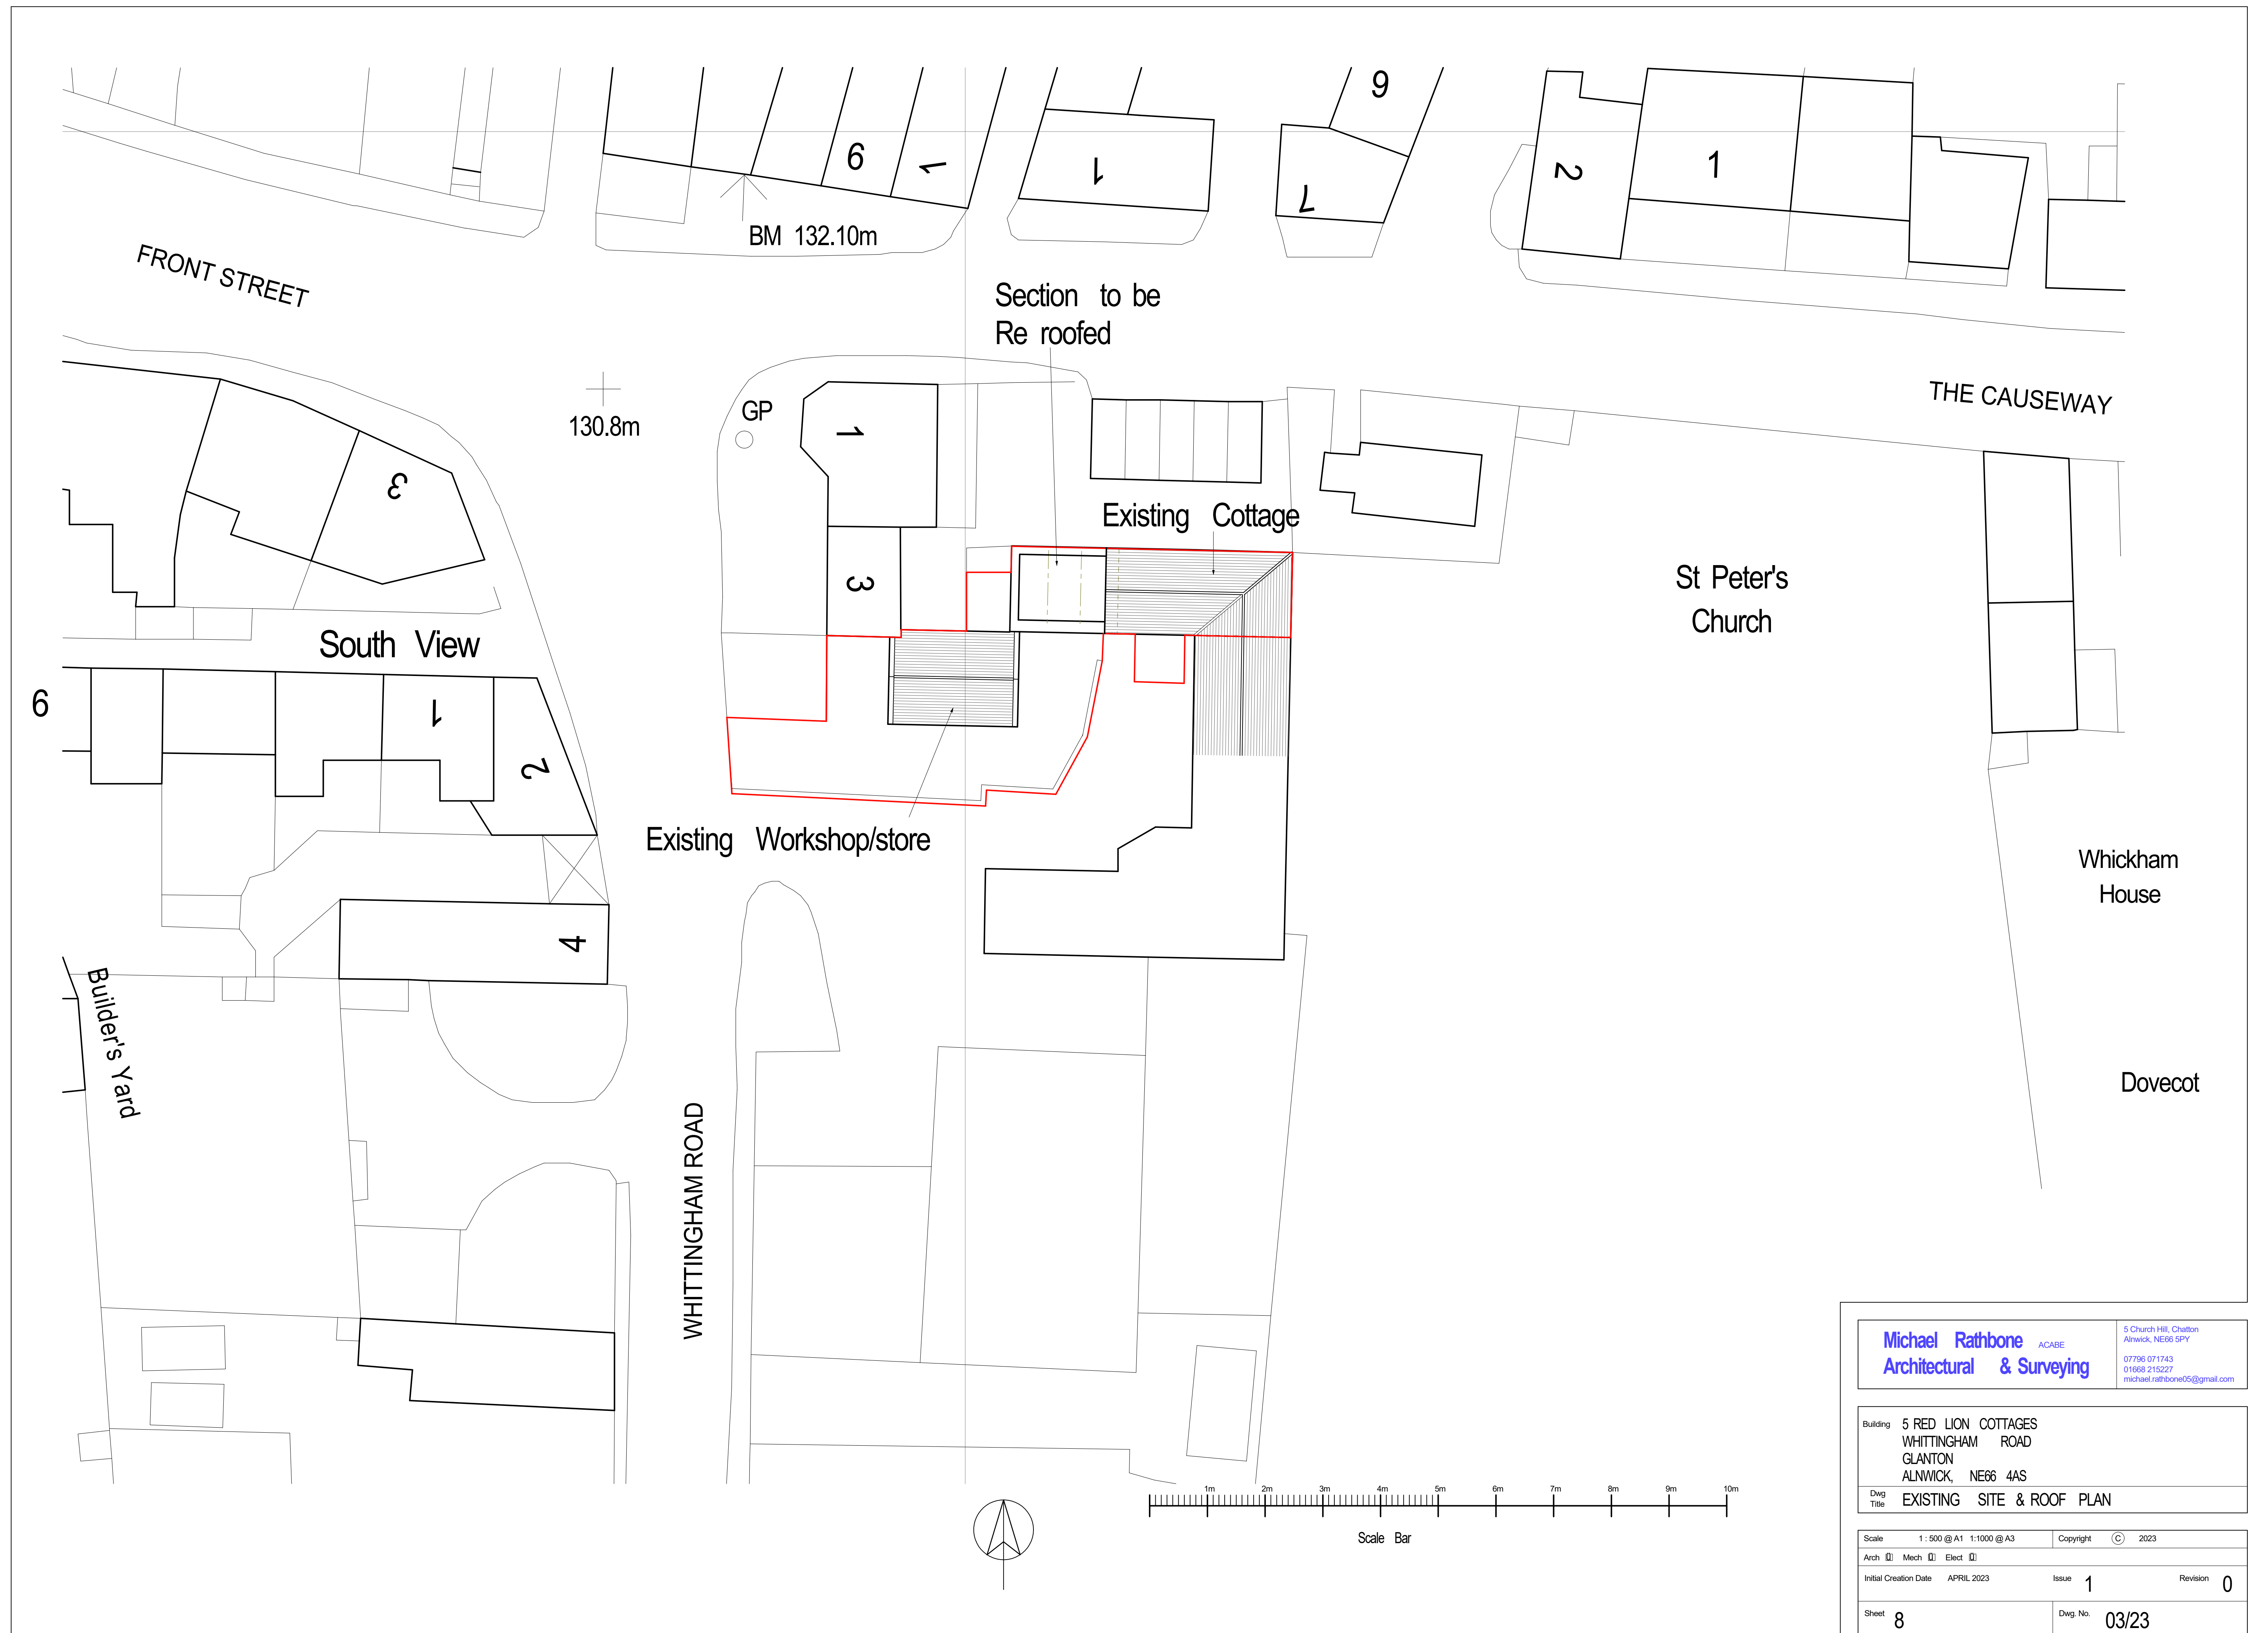 6
9
1
1
7
2
1
BM 132.10m
FRONT STREET
Section to be
Re roofed
THE CAUSEWAY
130.8m
GP
1
3
Existing Cottage
3
St Peter's
Church
South View
6
1
2
Existing Workshop/store
Whickham
House
4
Builder's Yard
Dovecot
WHITTINGHAM ROAD
1m 2m 3m 4m 5m 6m 7m 8m 9m 10m
Scale Bar
Michael Rathbone ACABE
Architectural & Surveying
5 Church Hill, Chatton
Alnwick, NE66 5PY
07796 071743
01668 215227
michael.rathbone05@gmail.com
Building 5 RED LION COTTAGES
WHITTINGHAM ROAD
GLANTON
ALNWICK, NE66 4AS
Dwg
Title EXISTING SITE & ROOF PLAN
Scale 1 : 500 @ A1 1:1000 @ A3 Copyright C 2023
Arch Mech Elect
Initial Creation Date APRIL 2023 Issue 1 Revision 0
Sheet 8 Dwg. No. 03/23